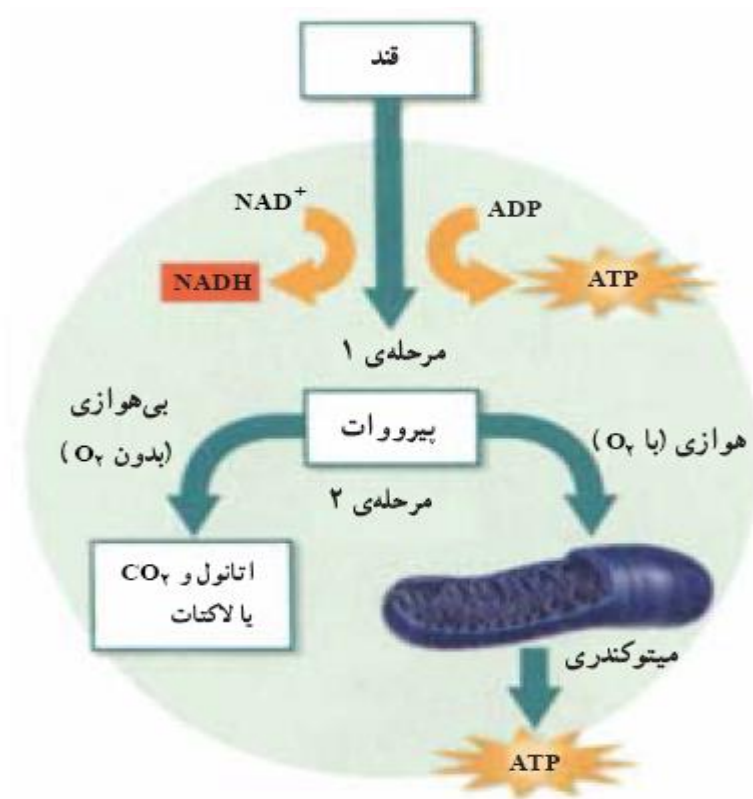 قند
NAD⁺
ADP
NADH
ATP
مرحله‌ی ۱
بی‌هوازی
(بدون O۲)
پیرووات
هوازی (با O۲)
مرحله‌ی ۲
اتانول و CO۲
یا لاکتات
میتوکندری
ATP